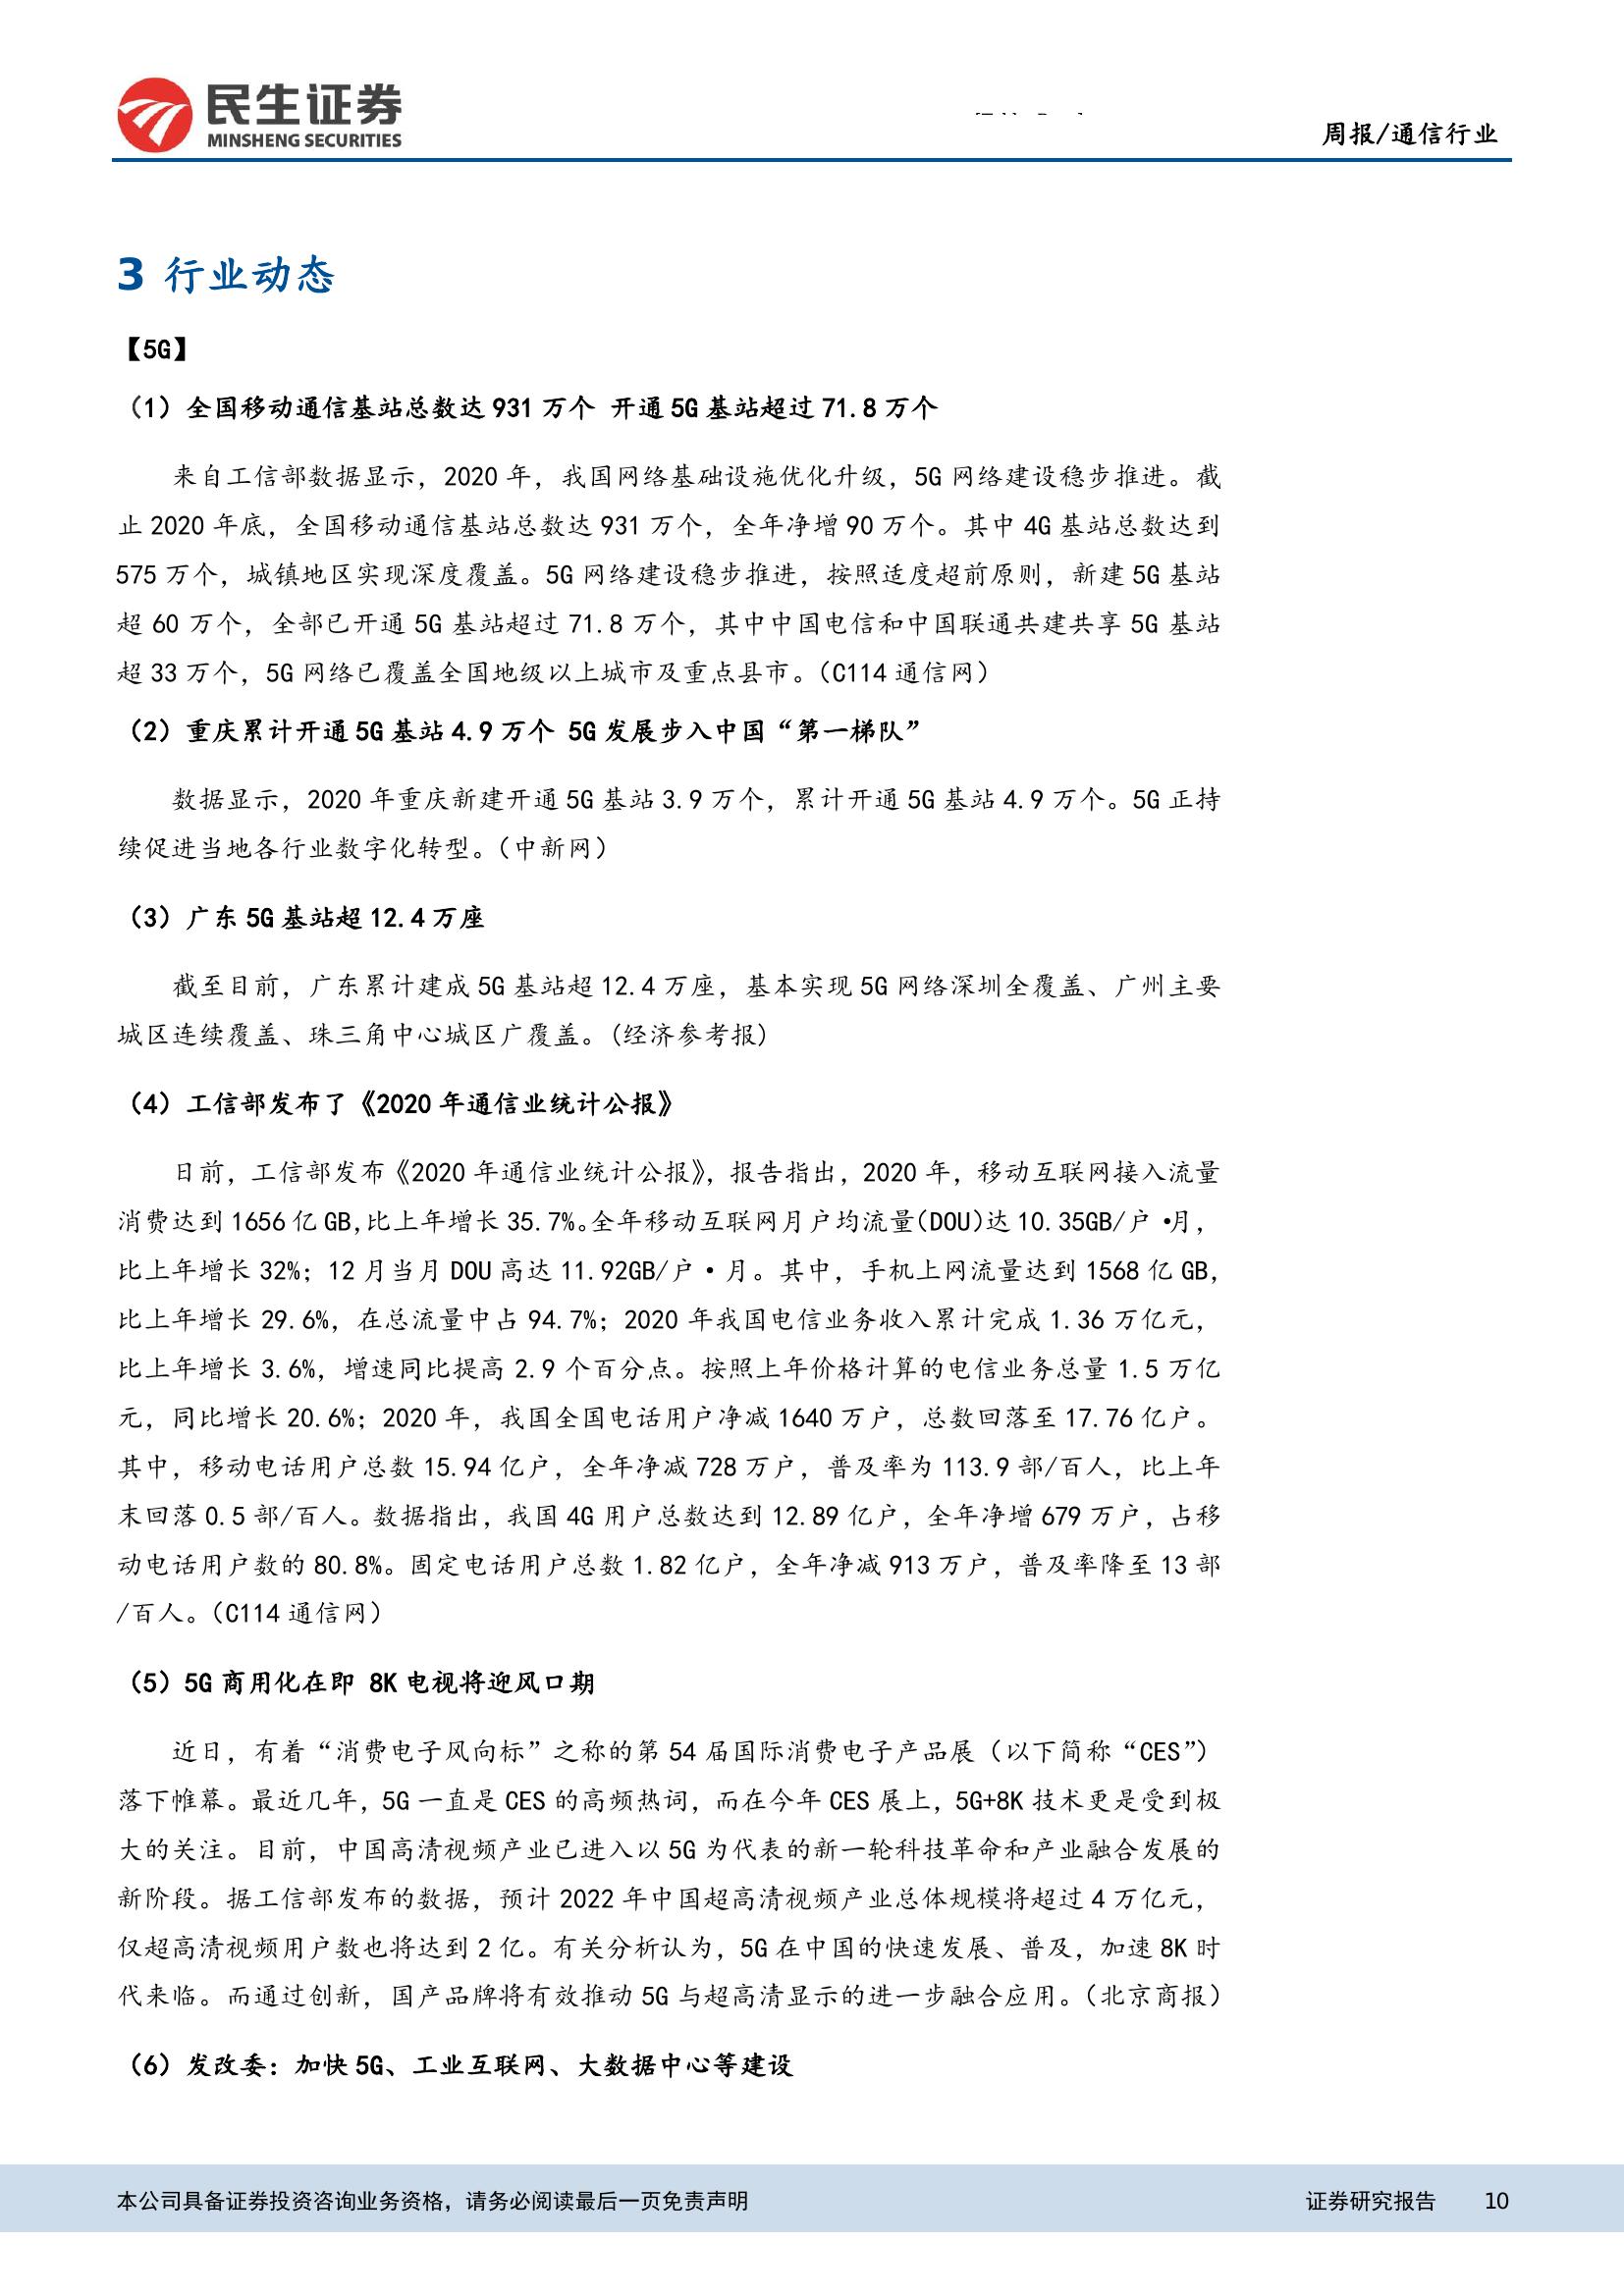 民生证券
MINSHENG SECURITIES
周报/通信行业
3 行业动态
【5G】
（1）全国移动通信基站总数达 931 万个 开通 5G 基站超过 71.8 万个
来自工信部数据显示，2020 年，我国网络基础设施优化升级，5G 网络建设稳步推进。截
止 2020 年底，全国移动通信基站总数达 931 万个，全年净增 90 万个。其中 4G 基站总数达到
575 万个，城镇地区实现深度覆盖。5G 网络建设稳步推进，按照适度超前原则，新建 5G 基站
超 60 万个，全部已开通 5G 基站超过 71.8 万个，其中中国电信和中国联通共建共享 5G 基站
超 33 万个，5G 网络已覆盖全国地级以上城市及重点县市。（C114 通信网）
（2）重庆累计开通 5G 基站 4.9 万个 5G 发展步入中国“第一梯队”
数据显示，2020 年重庆新建开通 5G 基站 3.9 万个，累计开通 5G 基站 4.9 万个。5G 正持
续促进当地各行业数字化转型。（中新网）
（3）广东 5G 基站超 12.4 万座
截至目前，广东累计建成 5G 基站超 12.4 万座，基本实现 5G 网络深圳全覆盖、广州主要
城区连续覆盖、珠三角中心城区广覆盖。(经济参考报)
（4）工信部发布了《2020 年通信业统计公报》
日前，工信部发布《2020 年通信业统计公报》，报告指出，2020 年，移动互联网接入流量
消费达到 1656 亿 GB，比上年增长 35.7%。全年移动互联网月户均流量（DOU）达 10.35GB/户·月，
比上年增长 32%；12 月当月 DOU 高达 11.92GB/户·月。其中，手机上网流量达到 1568 亿 GB，
比上年增长 29.6%，在总流量中占 94.7%；2020 年我国电信业务收入累计完成 1.36 万亿元，
比上年增长 3.6%，增速同比提高 2.9 个百分点。按照上年价格计算的电信业务总量 1.5 万亿
元，同比增长 20.6%；2020 年，我国全国电话用户净减 1640 万户，总数回落至 17.76 亿户。
其中，移动电话用户总数 15.94 亿户，全年净减 728 万户，普及率为 113.9 部/百人，比上年
末回落 0.5 部/百人。数据指出，我国 4G 用户总数达到 12.89 亿户，全年净增 679 万户，占移
动电话用户数的 80.8%。固定电话用户总数 1.82 亿户，全年净减 913 万户，普及率降至 13 部
/百人。（C114 通信网）
（5）5G 商用化在即 8K 电视将迎风口期
近日，有着“消费电子风向标”之称的第 54 届国际消费电子产品展（以下简称“CES”）
落下帷幕。最近几年，5G 一直是 CES 的高频热词，而在今年 CES 展上，5G+8K 技术更是受到极
大的关注。目前，中国高清视频产业已进入以 5G 为代表的新一轮科技革命和产业融合发展的
新阶段。据工信部发布的数据，预计 2022 年中国超高清视频产业总体规模将超过 4 万亿元，
仅超高清视频用户数也将达到 2 亿。有关分析认为，5G 在中国的快速发展、普及，加速 8K 时
代来临。而通过创新，国产品牌将有效推动 5G 与超高清显示的进一步融合应用。（北京商报）
（6）发改委：加快 5G、工业互联网、大数据中心等建设
本公司具备证券投资咨询业务资格，请务必阅读最后一页免责声明 证券研究报告 10